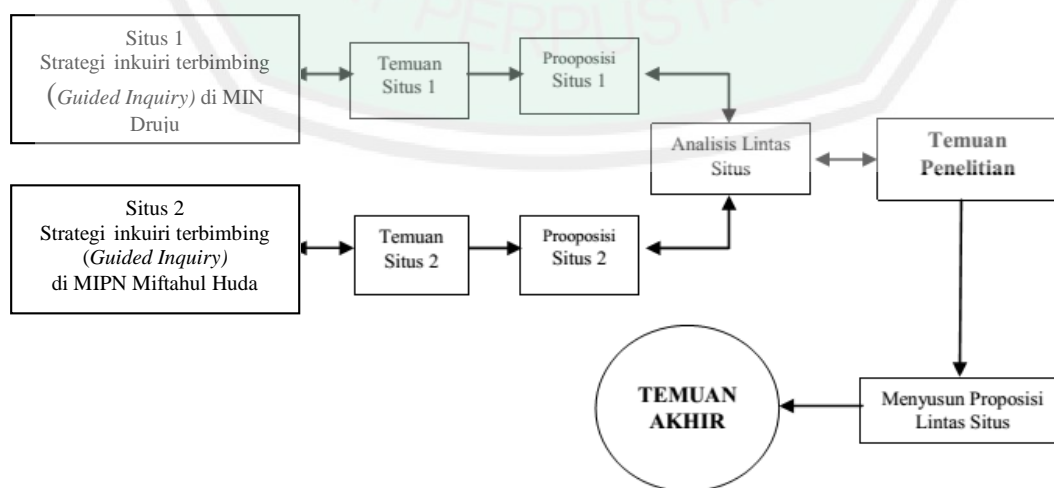 PERPUSTA
Situs 1
Strategi inkuiri terbimbing
(Guided Inquiry) di MIN
Druju
Temuan
Situs 1
Prooposisi
Situs 1
Analisis Lintas
Situs
Temuan
Penelitian
Situs 2
Strategi inkuiri terbimbing
(Guided Inquiry)
di MIPN Miftahul Huda
Temuan
Situs 2
Prooposisi
Situs 2
TEMUAN
AKHIR
Menyusun Proposisi
Lintas Situs